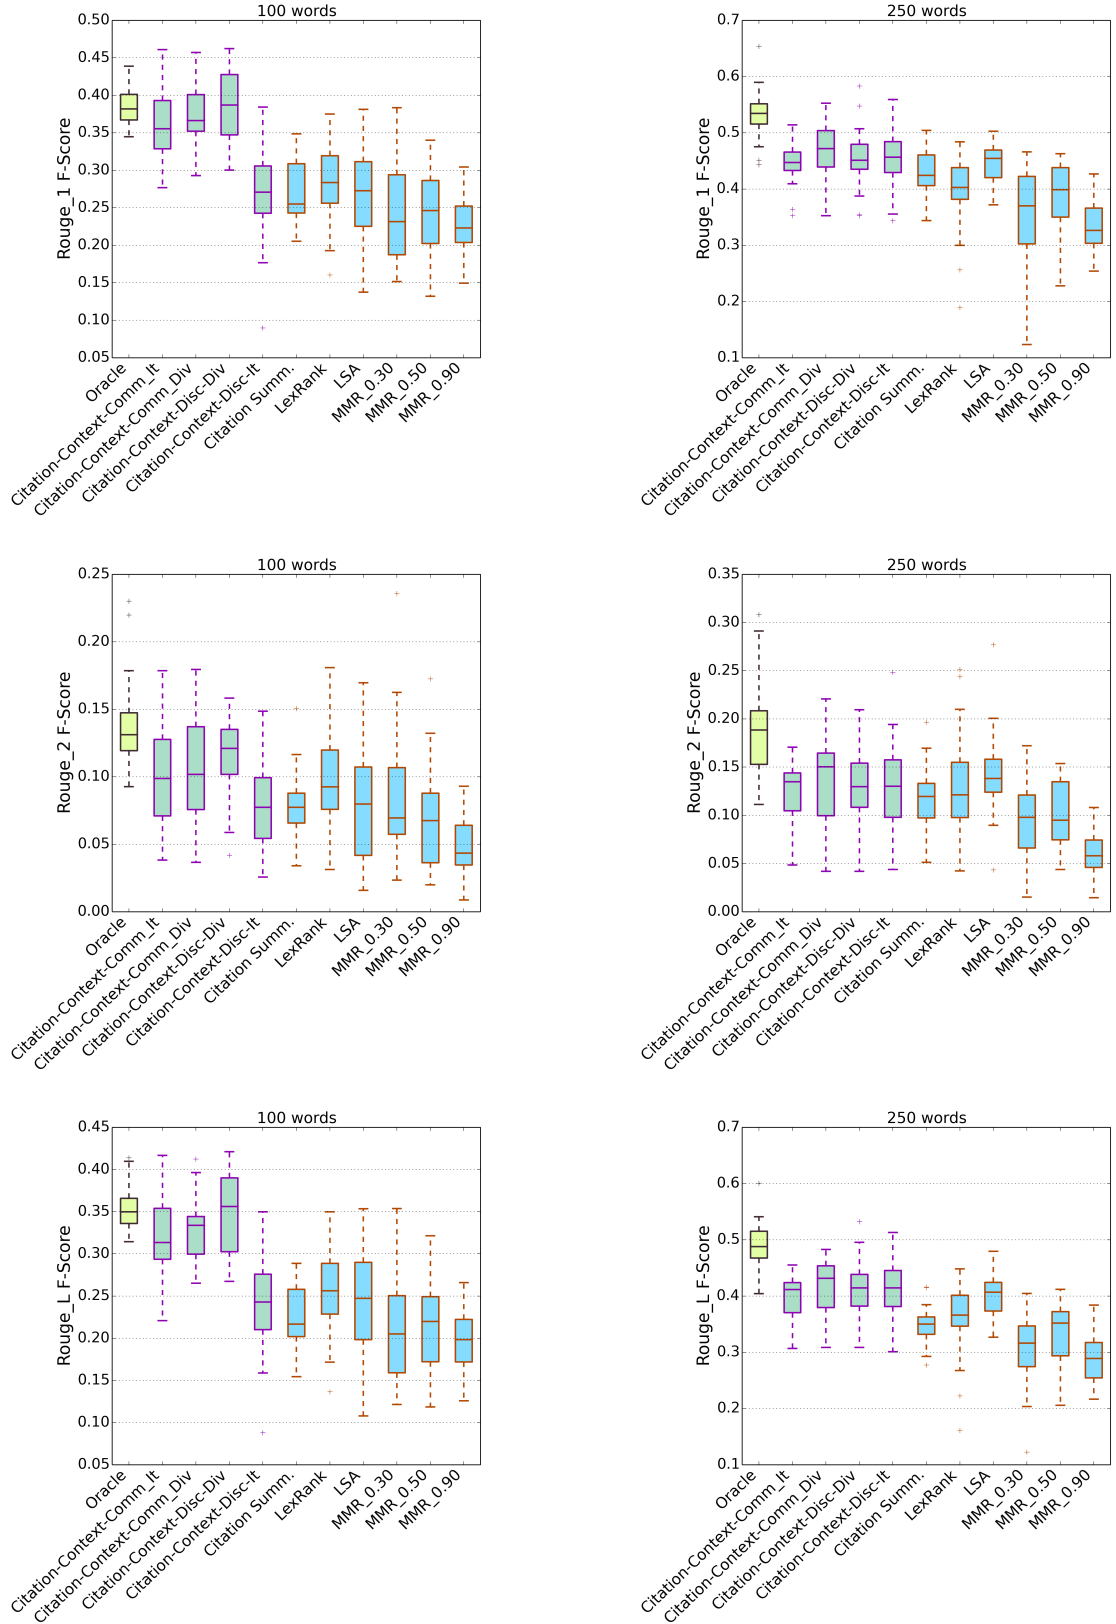 100 words
Rouge_1 F-Score
0.50
0.45
0.40
0.35
0.30
0.25
0.20
0.15
0.10
0.05
Oracle
Citation-Context-Comm_It
Citation-Context-Comm_Div
Citation-Context-Disc-Div
Citation-Context-Disc-It
Citation Summ.
LexRank
LSA
MMR_0.30
MMR_0.50
MMR_0.90
250 words
Rouge_1 F-Score
0.7
0.6
0.5
0.4
0.3
0.2
0.1
Oracle
Citation-Context-Comm_It
Citation-Context-Comm_Div
Citation-Context-Disc-Div
Citation-Context-Disc-It
Citation Summ.
LexRank
LSA
MMR_0.30
MMR_0.50
MMR_0.90
100 words
Rouge_2 F-Score
0.25
0.20
0.15
0.10
0.05
0.00
Oracle
Citation-Context-Comm_It
Citation-Context-Comm_Div
Citation-Context-Disc-Div
Citation-Context-Disc-It
Citation Summ.
LexRank
LSA
MMR_0.30
MMR_0.50
MMR_0.90
250 words
Rouge_2 F-Score
0.35
0.30
0.25
0.20
0.15
0.10
0.05
0.00
Oracle
Citation-Context-Comm_It
Citation-Context-Comm_Div
Citation-Context-Disc-Div
Citation-Context-Disc-It
Citation Summ.
LexRank
LSA
MMR_0.30
MMR_0.50
MMR_0.90
100 words
Rouge_L F-Score
0.45
0.40
0.35
0.30
0.25
0.20
0.15
0.10
0.05
Oracle
Citation-Context-Comm_It
Citation-Context-Comm_Div
Citation-Context-Disc-Div
Citation-Context-Disc-It
Citation Summ.
LexRank
LSA
MMR_0.30
MMR_0.50
MMR_0.90
250 words
Rouge_L F-Score
0.7
0.6
0.5
0.4
0.3
0.2
0.1
Oracle
Citation-Context-Comm_It
Citation-Context-Comm_Div
Citation-Context-Disc-Div
Citation-Context-Disc-It
Citation Summ.
LexRank
LSA
MMR_0.30
MMR_0.50
MMR_0.90